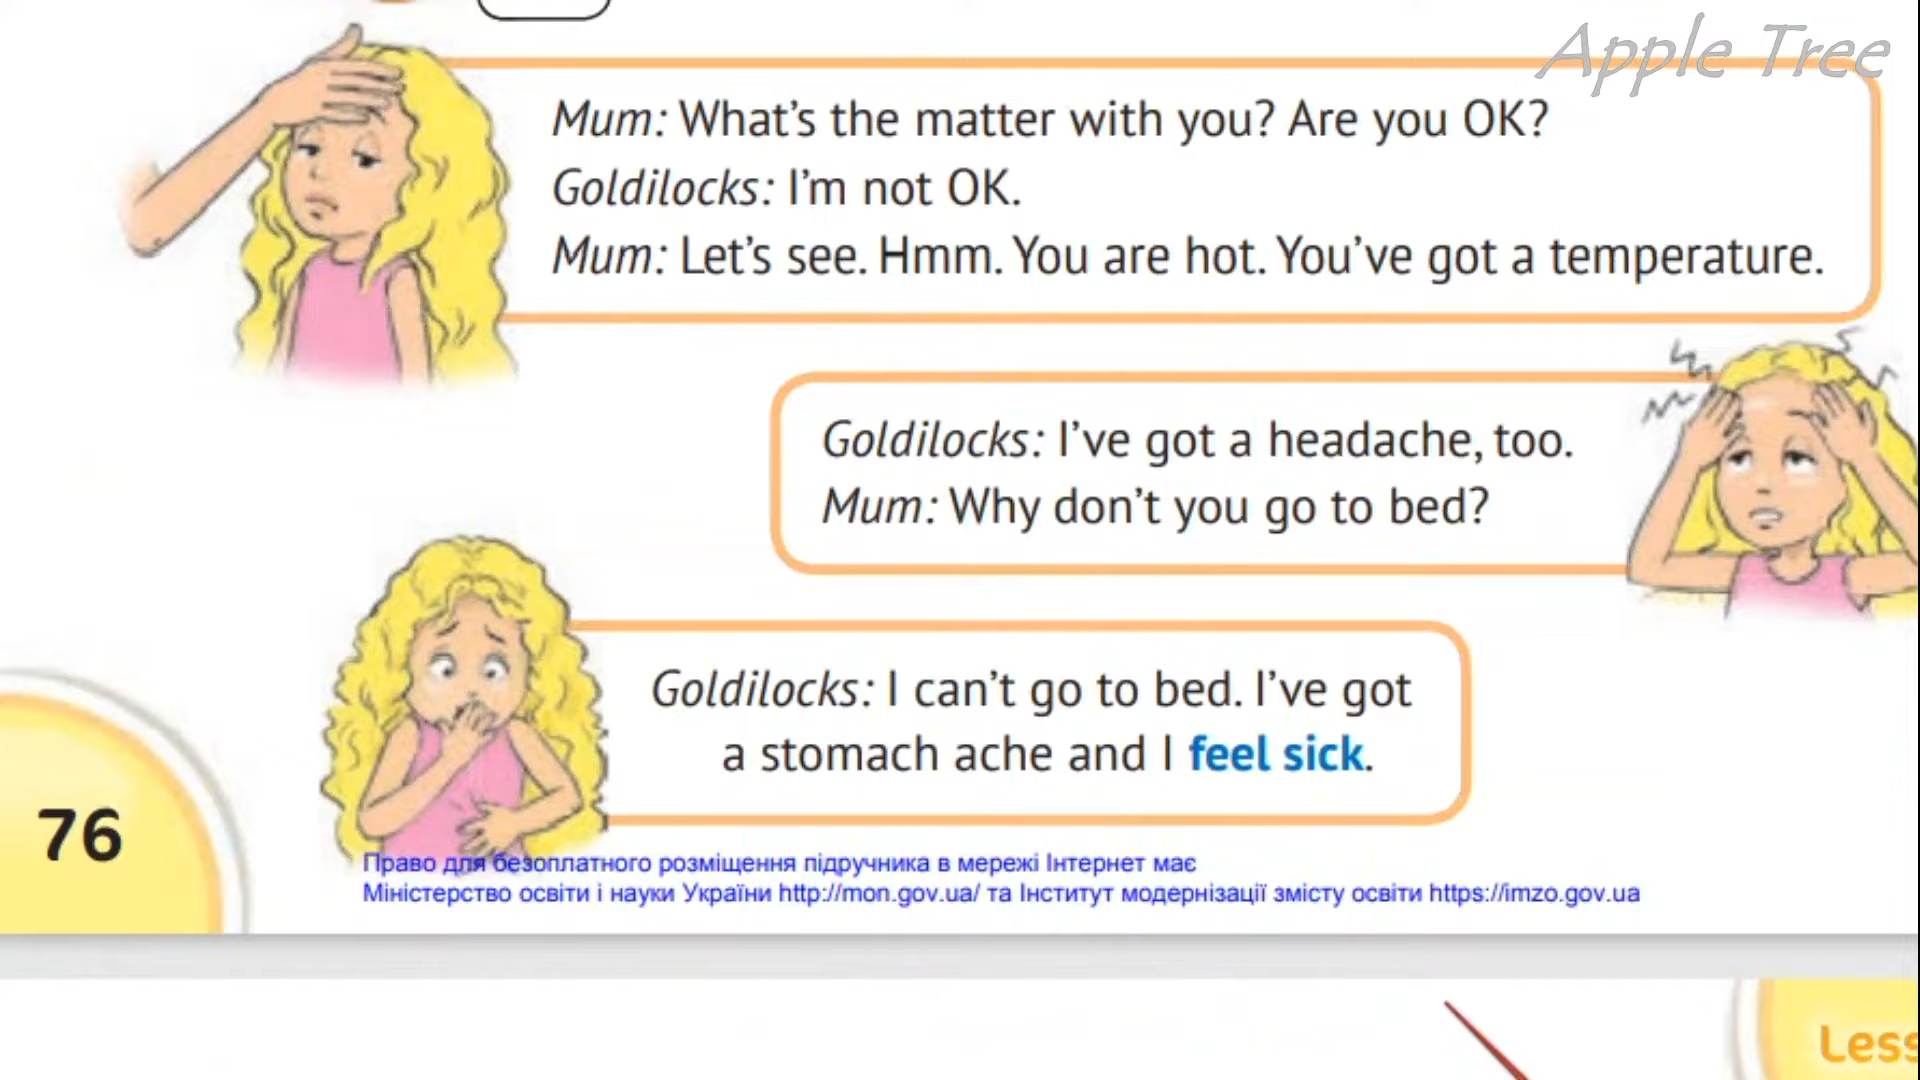 Apple Tree
Mum: What's the matter with you? Are you OK?
Goldilocks: I'm not OK.
Mum: Let's see. Hmm. You are hot. You've got a temperature.
Goldilocks: I've got a headache, too.
Mum: Why don't you go to bed?
Goldilocks: I can't go to bed. I've got
a stomach ache and I feel sick.
76
Право для безоплатного розміщення підручника в мережі Інтернет має
Міністерство освіти і науки України http://mon.gov.ua/ та Інститут модернізації змісту освіти https://imzo.gov.ua
Less